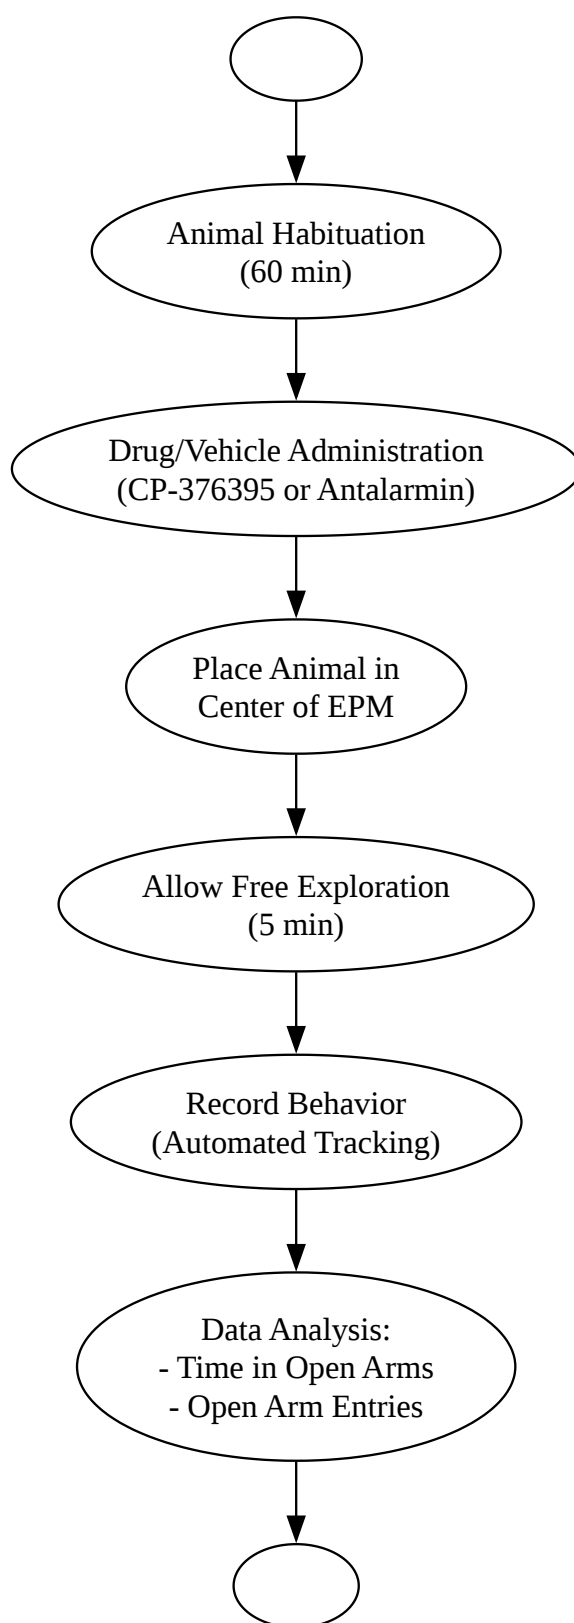 Animal Habituation
(60 min)
Drug/Vehicle Administration
(CP-376395 or Antalarmin)
Place Animal in
Center of EPM
Allow Free Exploration
(5 min)
Record Behavior
(Automated Tracking)
Data Analysis:
- Time in Open Arms
- Open Arm Entries